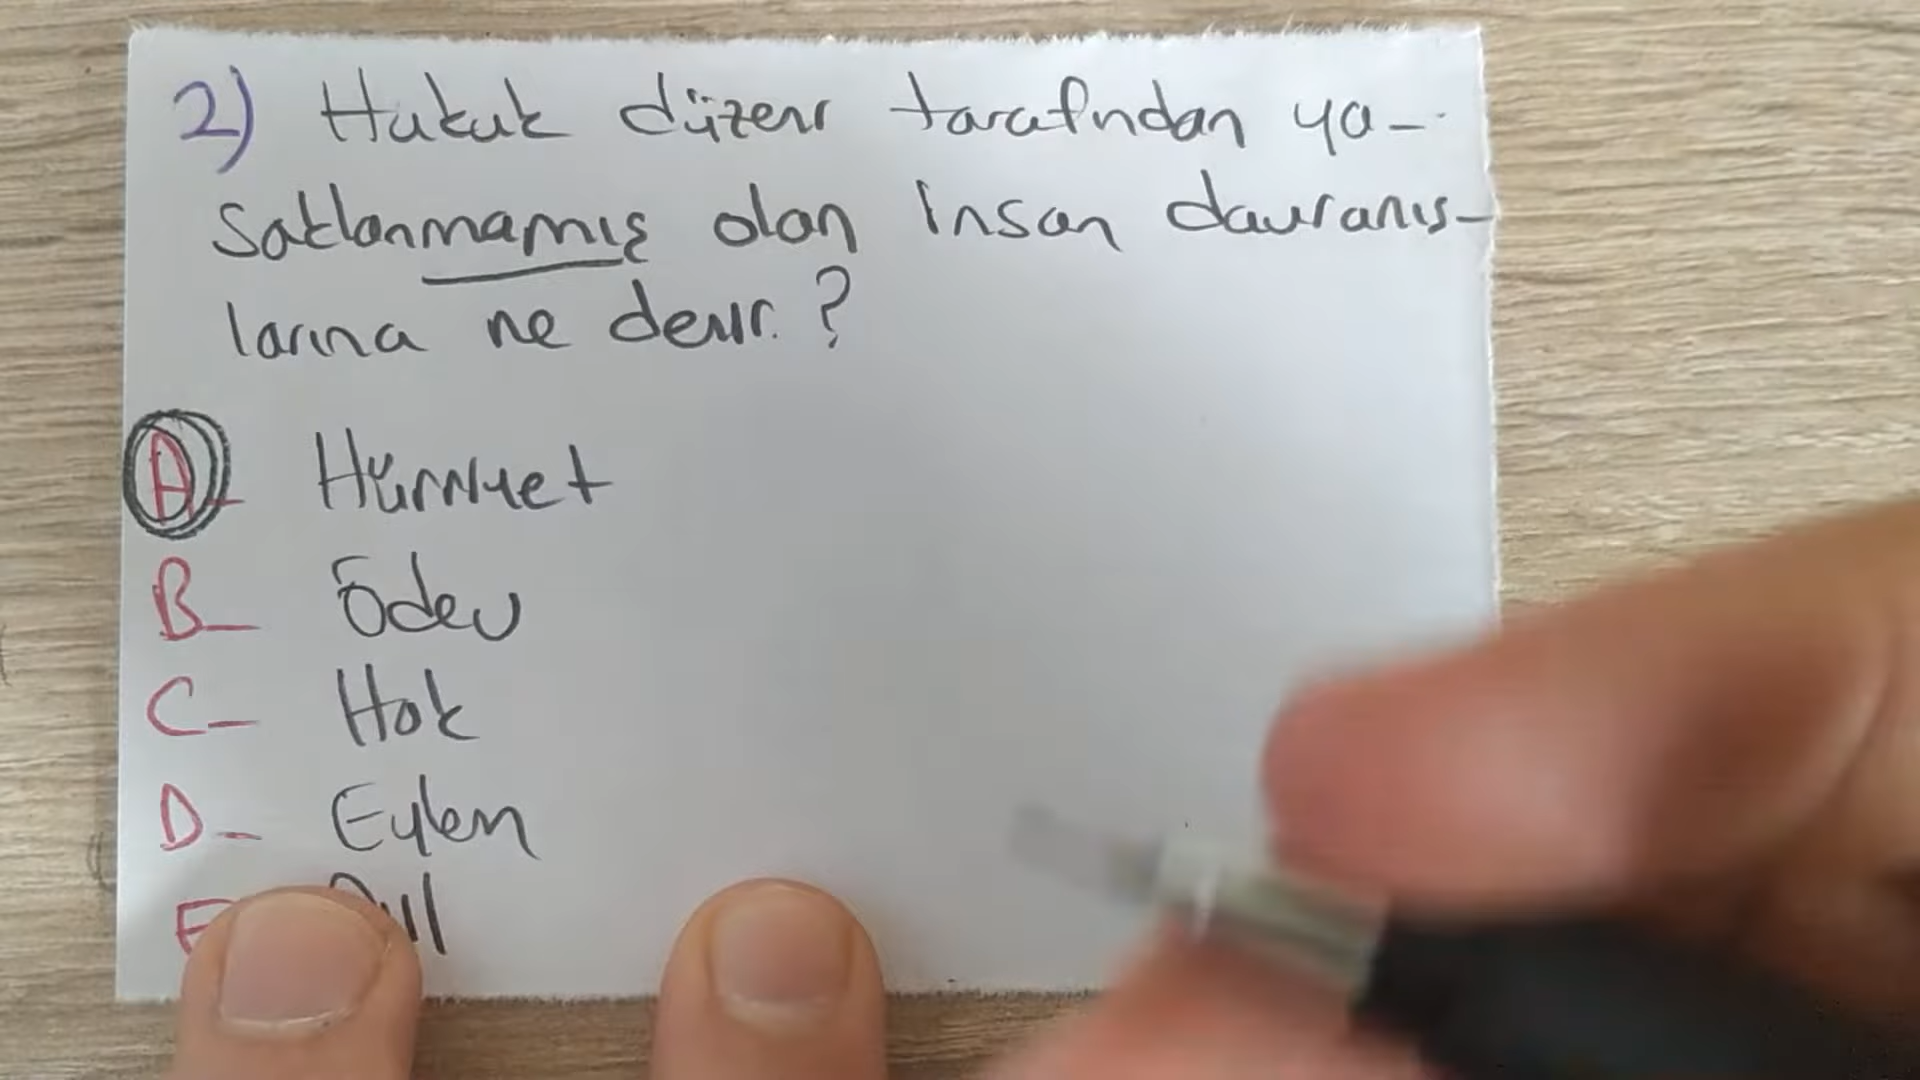 2) Hukuk düzeni tarafından ya-
saklanmamış olan insan davranış-
larına ne denir?
A- Hürriyet
B- Ödev
C- Hak
D- Eylem
E